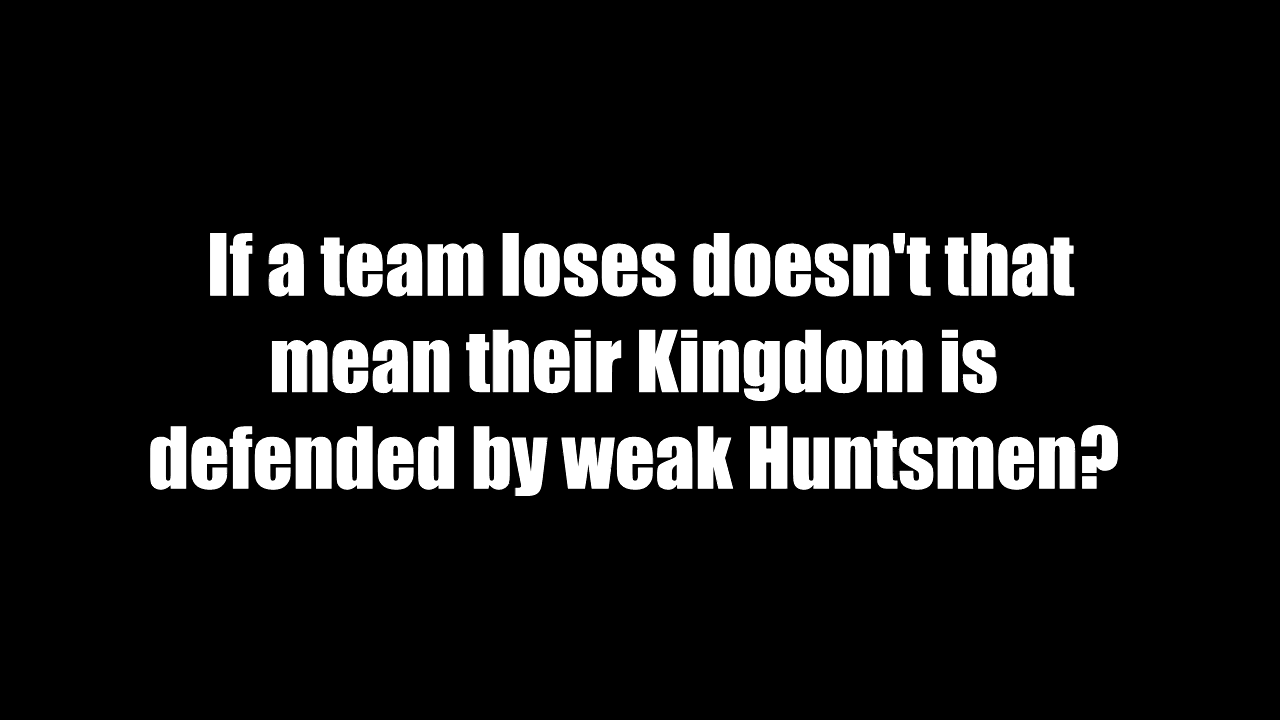 If a team loses doesn't that
mean their Kingdom is
defended by weak Huntsmen?